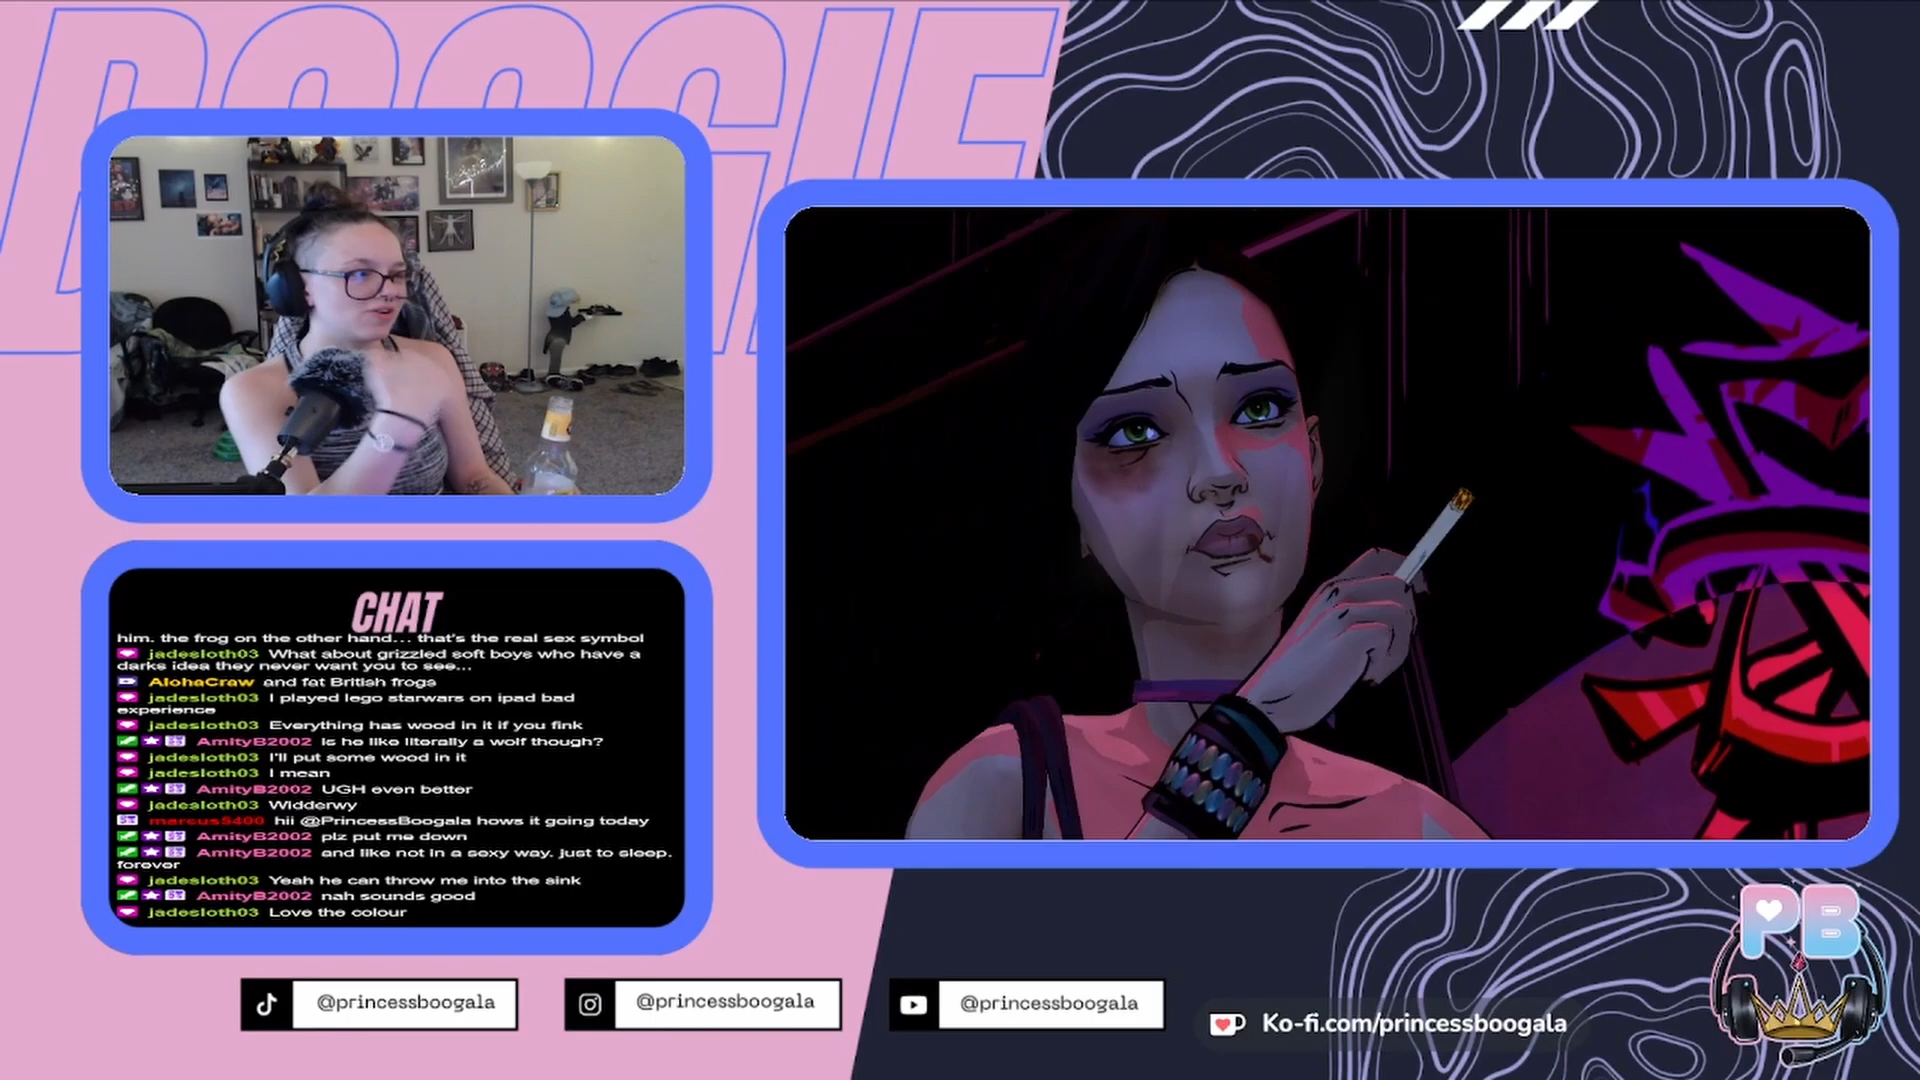 BOOGIE
CHAT
him. the frog on the other hand... that's the real sex symbol
jadesloth03 What about grizzled soft boys who have a
darks idea they never want you to see...
AlohaCraw and fat British frogs
jadesloth03 I played lego starwars on ipad bad
experience
jadesloth03 Everything has wood in it if you fink
AmityB2002 Is he like literally a wolf though?
jadesloth03 I'll put some wood in it
jadesloth03 I mean
AmityB2002 UGH even better
jadesloth03 Widderwy
marcus5400 hii @PrincessBoogala hows it going today
AmityB2002 plz put me down
AmityB2002 and like not in a sexy way. just to sleep.
forever
jadesloth03 Yeah he can throw me into the sink
AmityB2002 nah sounds good
jadesloth03 Love the colour
@princessboogala
@princessboogala
@princessboogala
Ko-fi.com/princessboogala
PB